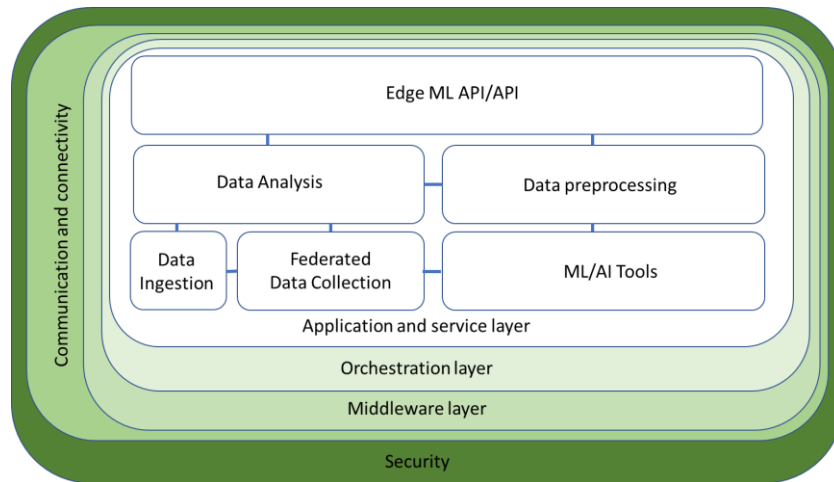 Edge ML API/API
Communication and connectivity
Data Analysis
Data preprocessing
Data
Ingestion
Federated
Data Collection
ML/AI Tools
Application and service layer
Orchestration layer
Middleware layer
Security